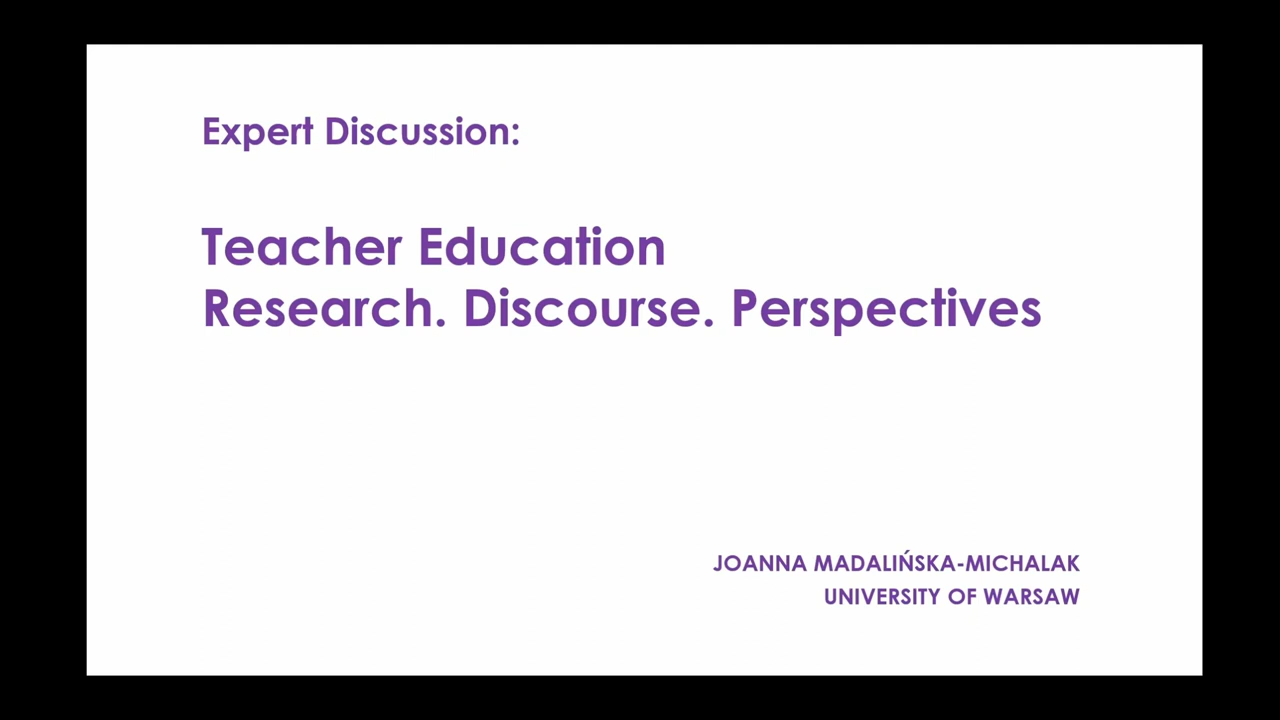 Expert Discussion:
Teacher Education
Research. Discourse. Perspectives
JOANNA MADALIŃSKA-MICHALAK
UNIVERSITY OF WARSAW